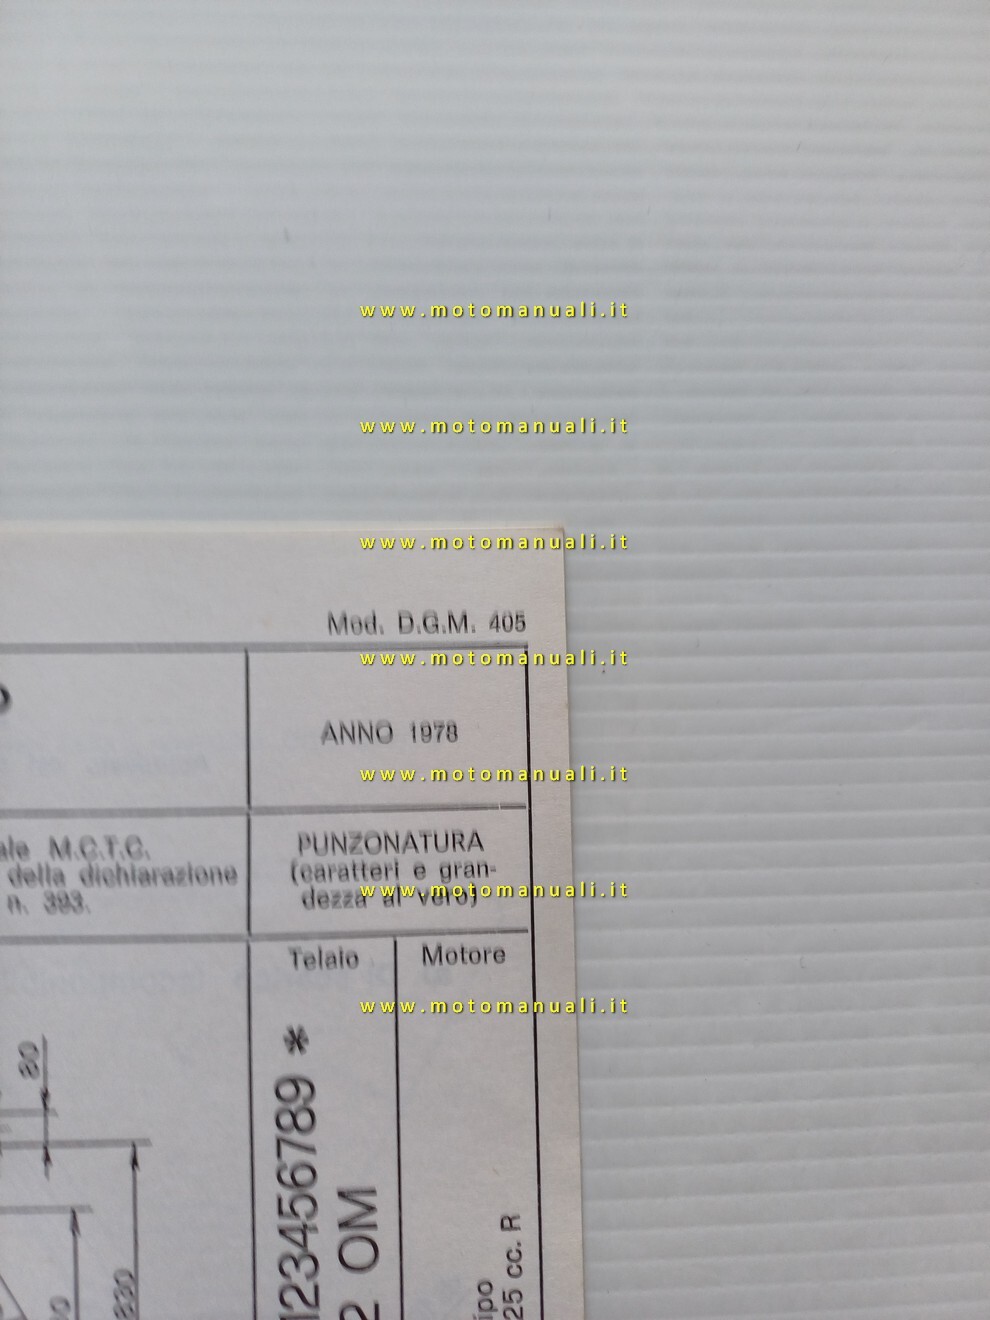 www.motomanuali.it
www.motomanuali.it
www.motomanuali.it
Mod. D.G.M. 405
www.motomanuali.it
ANNO 1978
www.motomanuali.it
ale M.C.T.C.
della dichiarazione
n. 393.
PUNZONATURA
(caratteri e gran-
dezza al vero)
www.motomanuali.it
Telaio
Motore
www.motomanuali.it
80
123456789 *
2 OM
ipo
25 cc. R
830